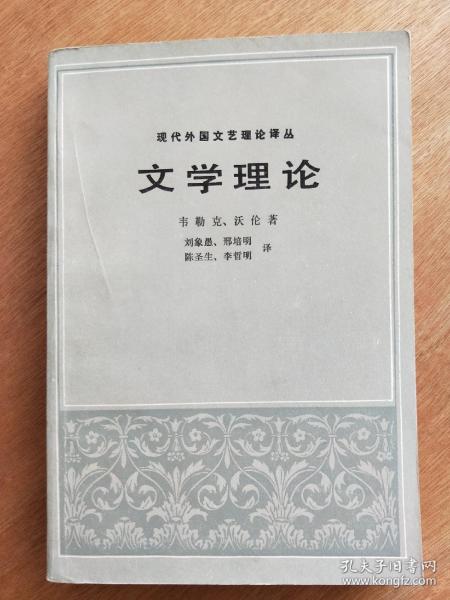 现代外国文艺理论译丛
文学理论
韦勒克、沃伦著
刘象愚、邢培明
陈圣生、李哲明
译
孔夫子旧书网
www.kongfz.com